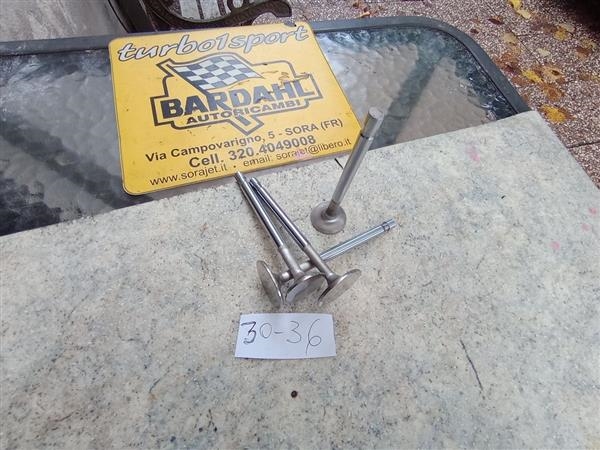 turbo1sport
BARDAHL
AUTORICAMBI
Via Campovarigno, 5 - SORA (FR)
Cell. 320.4049008
www.sorajet.it - email: sorajet@libero.it
30-36